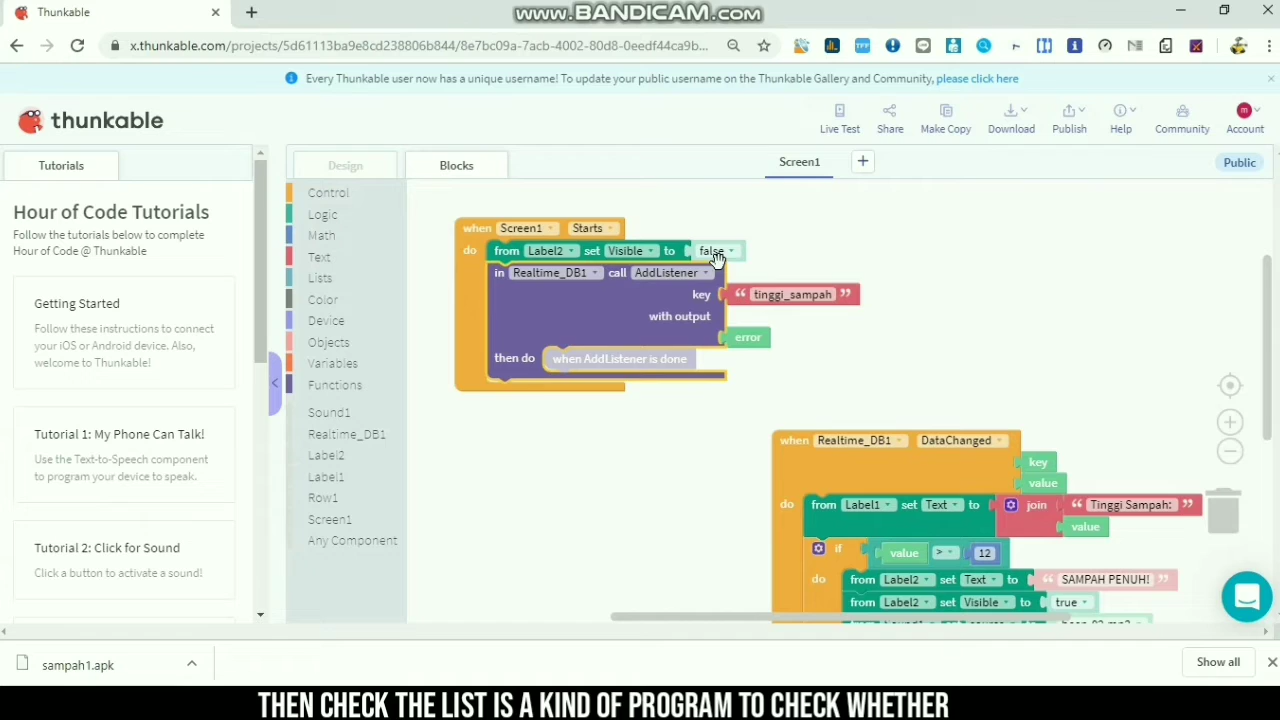 Thunkable
www.BANDICAM.com
x.thunkable.com/projects/5d61113ba9e8cd238806b844/8e7bc09a-7acb-4002-80d8-0eedf44ca9b...
Every Thunkable user now has a unique username! To update your public username on the Thunkable Gallery and Community, please click here
thunkable
Live Test
Share
Make Copy
Download
Publish
Help
Community
m
Account
Tutorials
Design
Blocks
Screen1
Public
Hour of Code Tutorials
Follow the tutorials below to complete
Hour of Code @ Thunkable
Getting Started
Follow these instructions to connect
your iOS or Android device. Also,
welcome to Thunkable!
Tutorial 1: My Phone Can Talk!
Use the Text-to-Speech component
to program your device to speak.
Tutorial 2: Click for Sound
Click a button to activate a sound!
Control
Logic
Math
Text
Lists
Color
Device
Objects
Variables
Functions
Sound1
Realtime_DB1
Label2
Label1
Row1
Screen1
Any Component
when Screen1 Starts
do from Label2 set Visible to false
in Realtime_DB1 call AddListener
key “ tinggi_sampah ”
with output
error
then do when AddListener is done
when Realtime_DB1 DataChanged
key
value
do from Label1 set Text to join “ Tinggi Sampah: ”
value
if value > 12
do from Label2 set Text to “ SAMPAH PENUH! ”
from Label2 set Visible to true
sampah1.apk
Show all
THEN CHECK THE LIST IS A KIND OF PROGRAM TO CHECK WHETHER